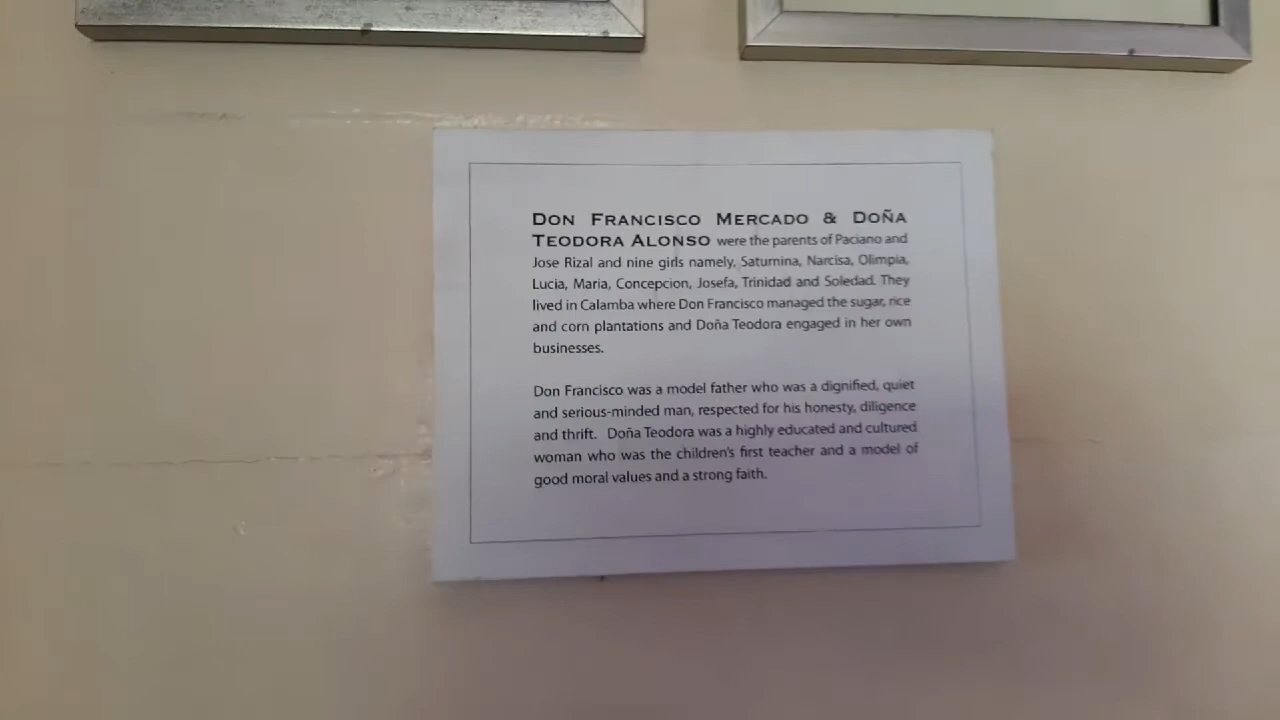 DON FRANCISCO MERCADO & DOÑA
TEODORA ALONSO were the parents of Paciano and
Jose Rizal and nine girls namely, Saturnina, Narcisa, Olimpia,
Lucia, Maria, Concepcion, Josefa, Trinidad and Soledad. They
lived in Calamba where Don Francisco managed the sugar, rice
and corn plantations and Doña Teodora engaged in her own
businesses.
Don Francisco was a model father who was a dignified, quiet
and serious-minded man, respected for his honesty, diligence
and thrift. Doña Teodora was a highly educated and cultured
woman who was the children's first teacher and a model of
good moral values and a strong faith.